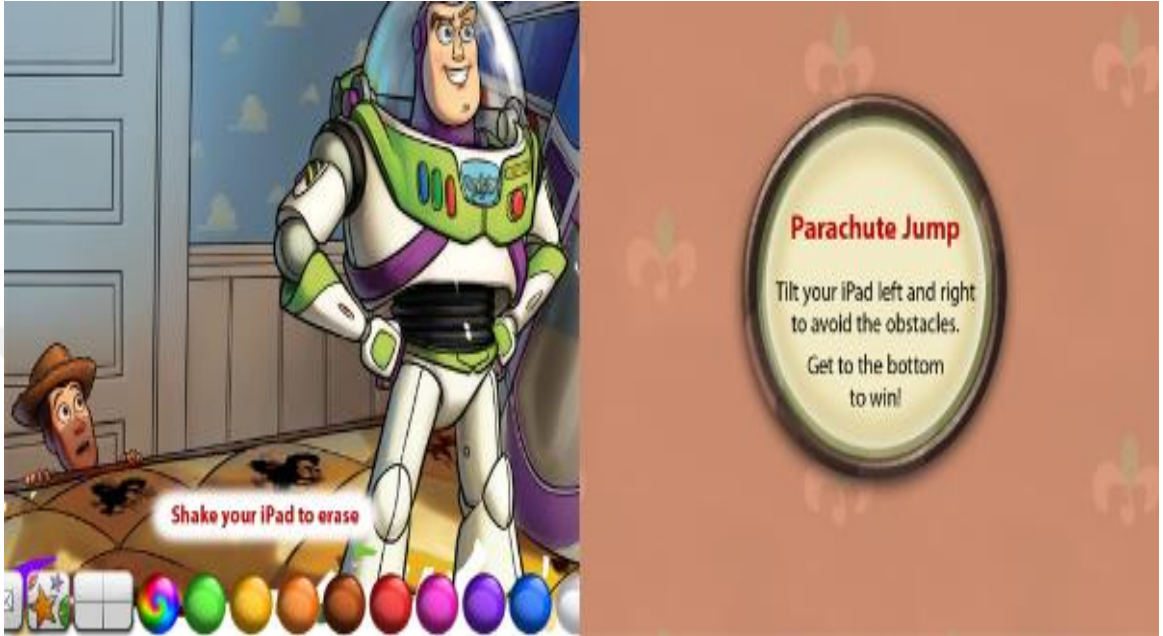 Shake your iPad to erase
Parachute Jump
Tilt your iPad left and right
to avoid the obstacles.
Get to the bottom
to win!